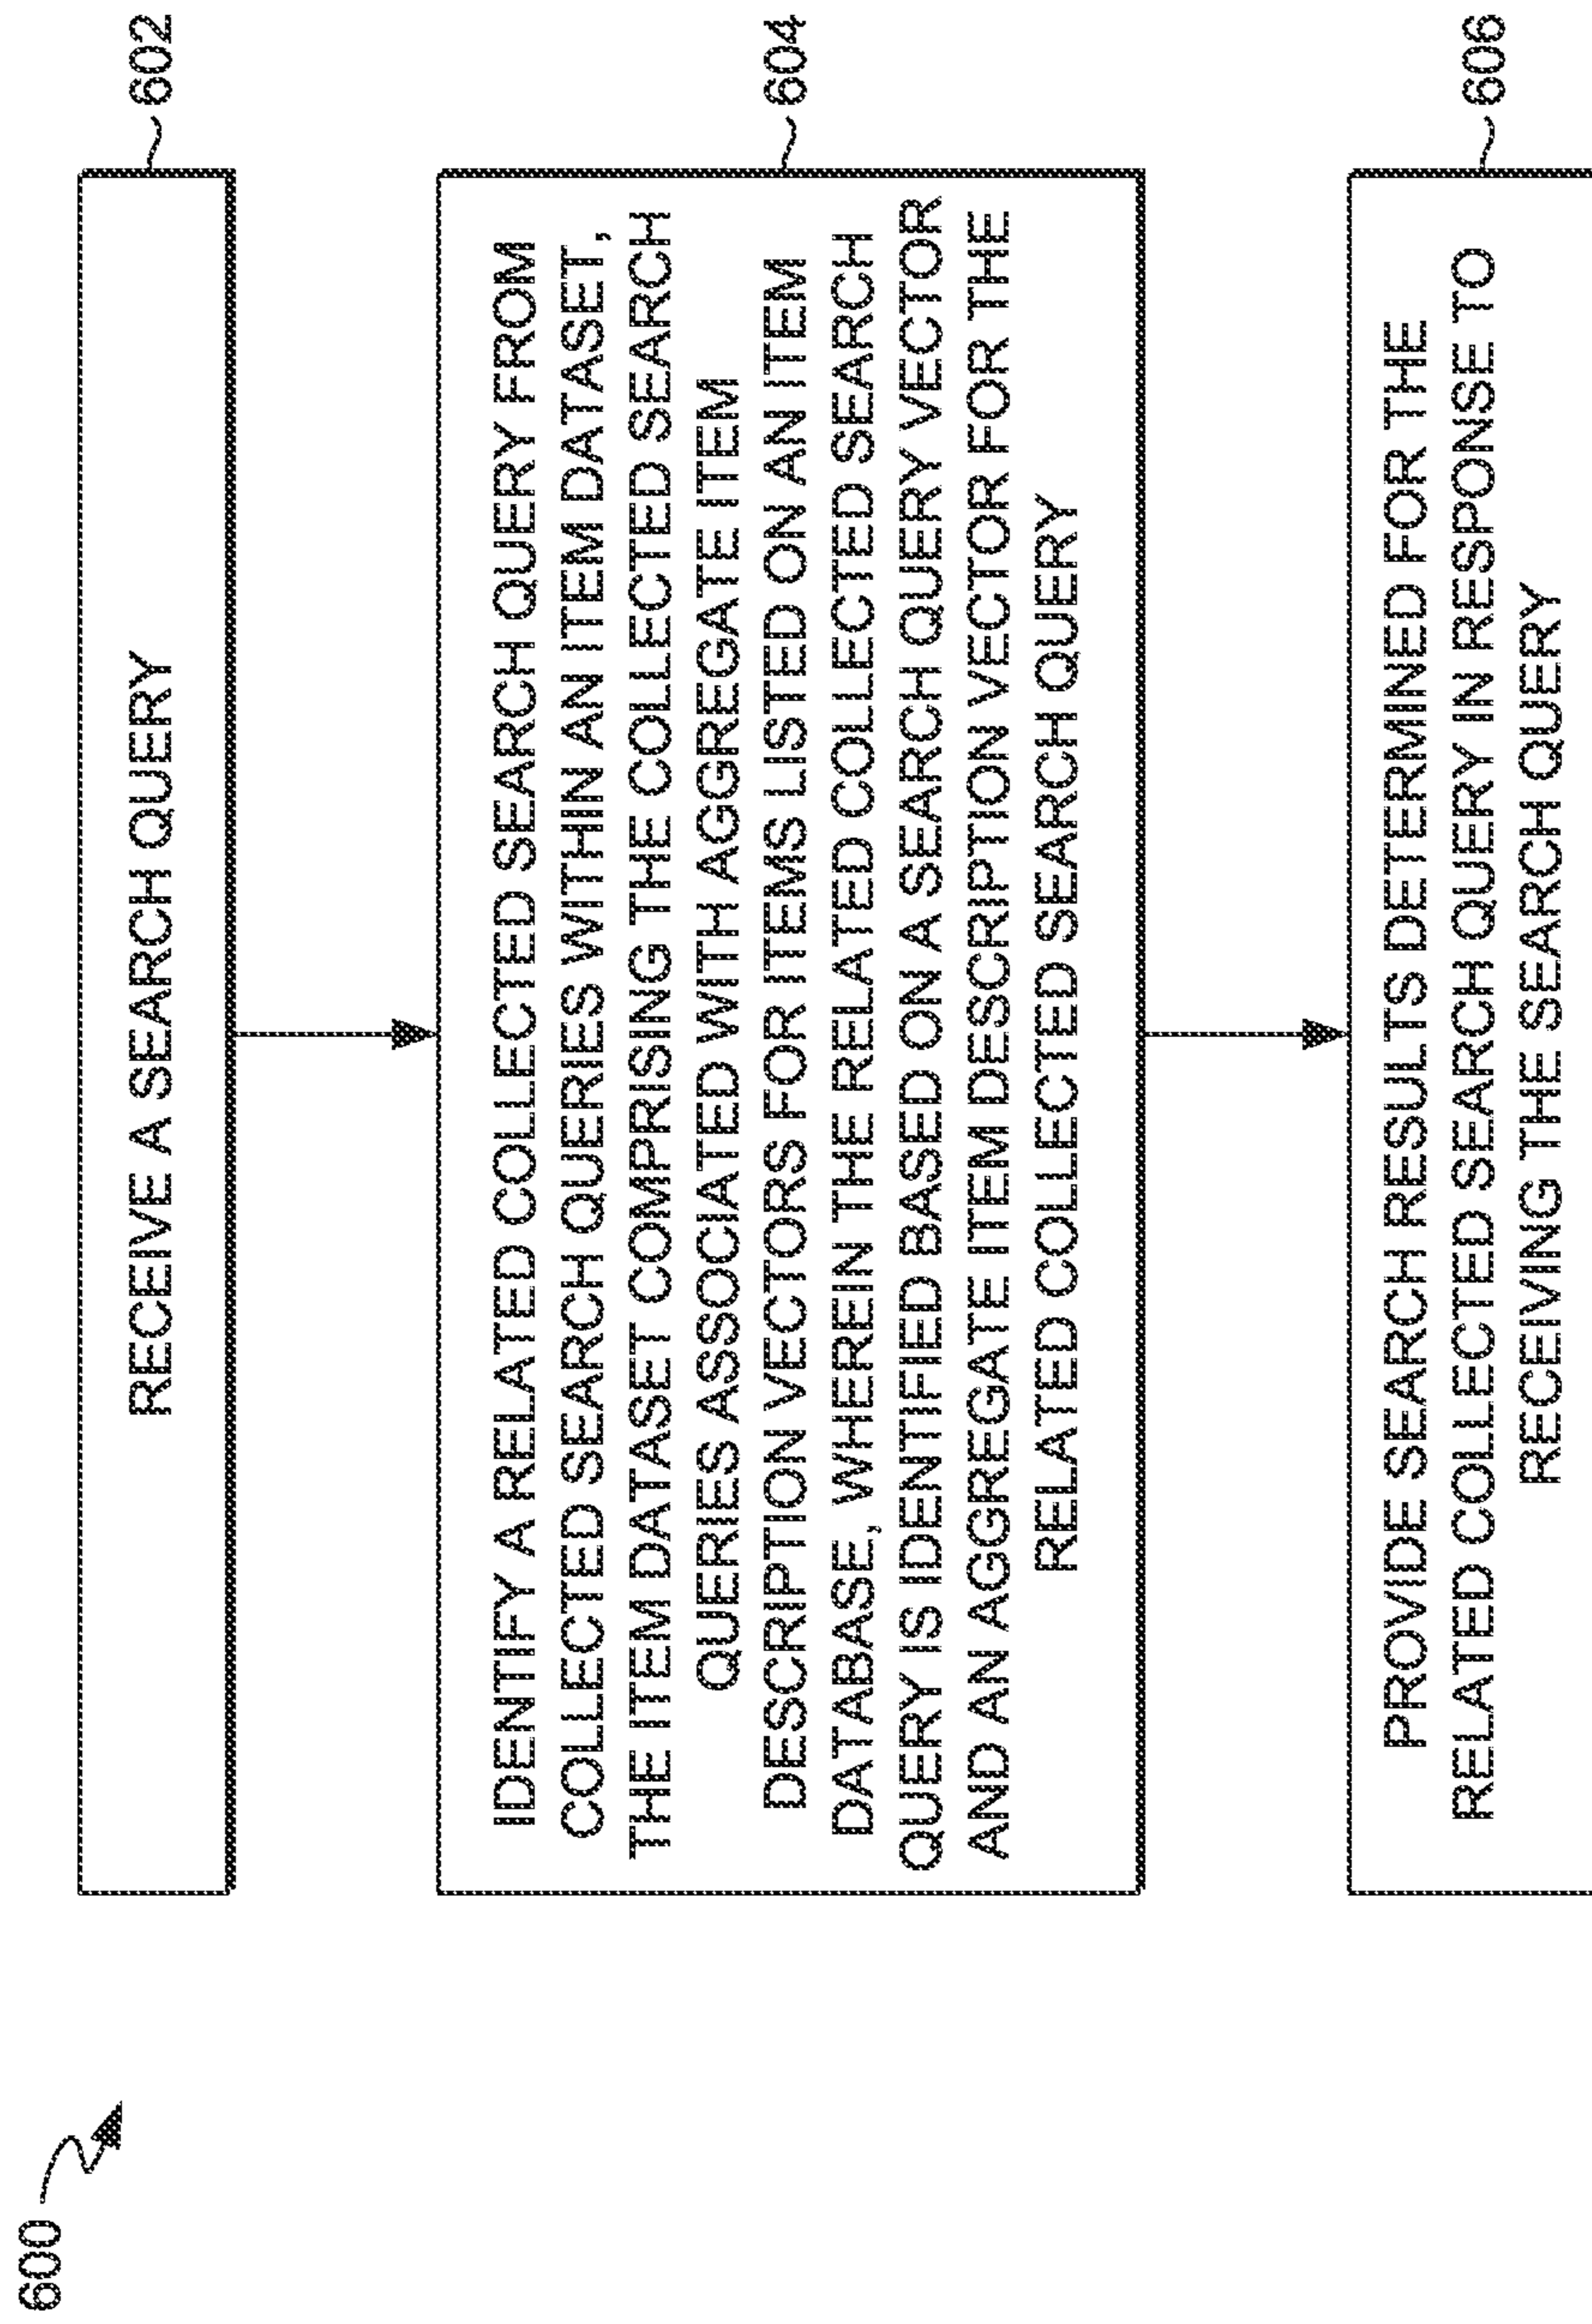 600
RECEIVE A SEARCH QUERY
602
IDENTIFY A RELATED COLLECTED SEARCH QUERY FROM
COLLECTED SEARCH QUERIES WITHIN AN ITEM DATASET,
THE ITEM DATASET COMPRISING THE COLLECTED SEARCH
QUERIES ASSOCIATED WITH AGGREGATE ITEM
DESCRIPTION VECTORS FOR ITEMS LISTED ON AN ITEM
DATABASE, WHEREIN THE RELATED COLLECTED SEARCH
QUERY IS IDENTIFIED BASED ON A SEARCH QUERY VECTOR
AND AN AGGREGATE ITEM DESCRIPTION VECTOR FOR THE
RELATED COLLECTED SEARCH QUERY
604
PROVIDE SEARCH RESULTS DETERMINED FOR THE
RELATED COLLECTED SEARCH QUERY IN RESPONSE TO
RECEIVING THE SEARCH QUERY
606